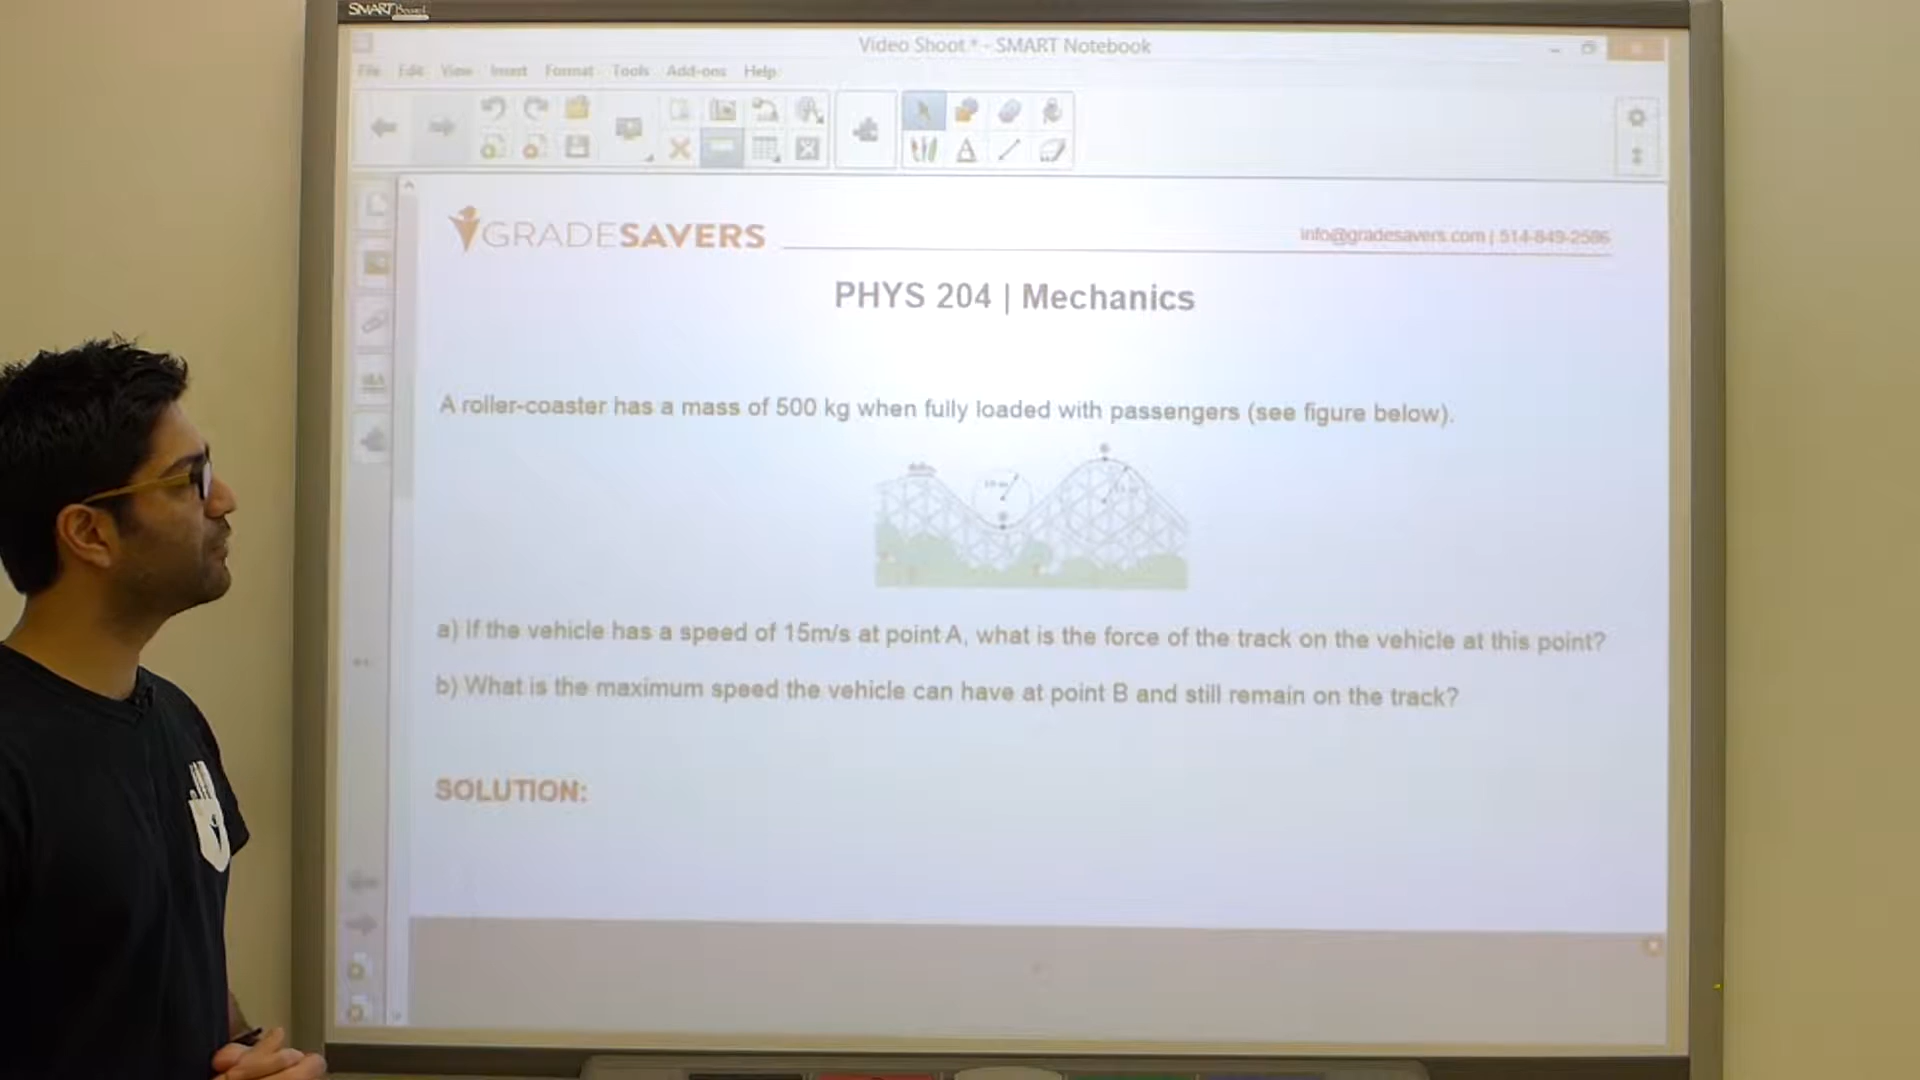 SMART Board
Video Shoot * - SMART Notebook
File Edit View Insert Format Tools Add-ons Help
GRADESAVERS
info@gradesavers.com | 514-849-2586
PHYS 204 | Mechanics
A roller-coaster has a mass of 500 kg when fully loaded with passengers (see figure below).
a) If the vehicle has a speed of 15m/s at point A, what is the force of the track on the vehicle at this point?
b) What is the maximum speed the vehicle can have at point B and still remain on the track?
SOLUTION: